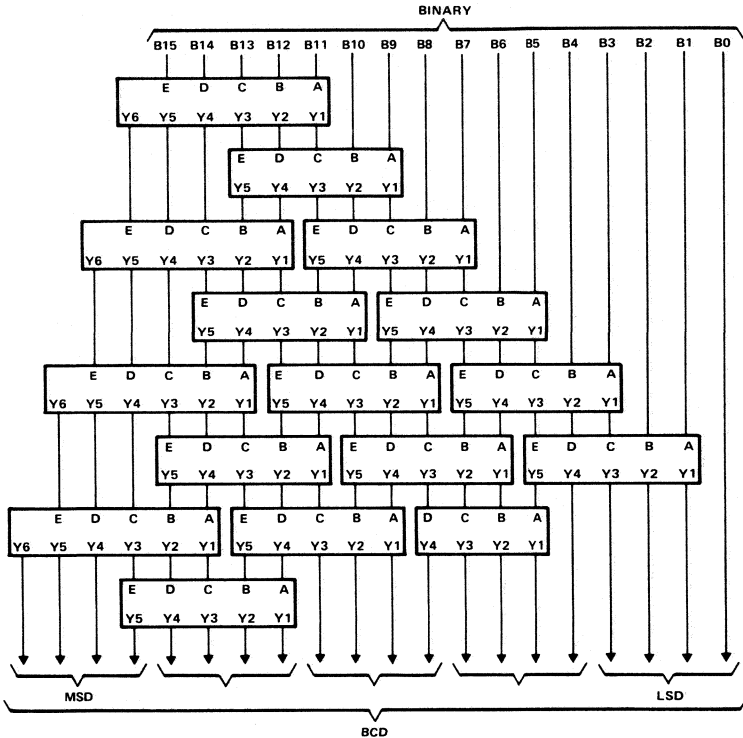 BINARY
B15 B14 B13 B12 B11 B10 B9 B8 B7 B6 B5 B4 B3 B2 B1 B0
E D C B A
Y6 Y5 Y4 Y3 Y2 Y1
E D C B A
Y5 Y4 Y3 Y2 Y1
E D C B A E D C B A
Y6 Y5 Y4 Y3 Y2 Y1 Y5 Y4 Y3 Y2 Y1
E D C B A E D C B A
Y5 Y4 Y3 Y2 Y1 Y5 Y4 Y3 Y2 Y1
E D C B A E D C B A E D C B A
Y6 Y5 Y4 Y3 Y2 Y1 Y5 Y4 Y3 Y2 Y1 Y5 Y4 Y3 Y2 Y1
E D C B A E D C B A E D C B A
Y5 Y4 Y3 Y2 Y1 Y5 Y4 Y3 Y2 Y1 Y5 Y4 Y3 Y2 Y1
E D C B A E D C B A D C B A
Y6 Y5 Y4 Y3 Y2 Y1 Y5 Y4 Y3 Y2 Y1 Y4 Y3 Y2 Y1
E D C B A
Y5 Y4 Y3 Y2 Y1
MSD LSD
BCD